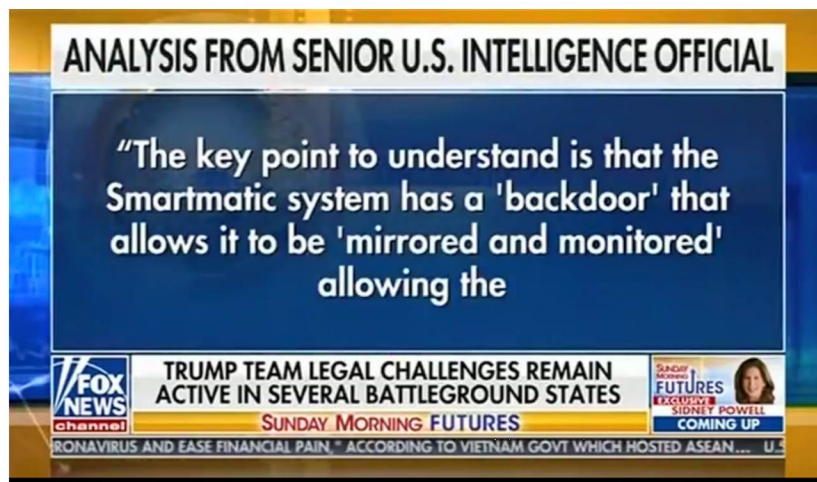 ANALYSIS FROM SENIOR U.S. INTELLIGENCE OFFICIAL
“The key point to understand is that the
Smartmatic system has a 'backdoor' that
allows it to be 'mirrored and monitored'
allowing the
FOX
NEWS
channel
TRUMP TEAM LEGAL CHALLENGES REMAIN
ACTIVE IN SEVERAL BATTLEGROUND STATES
SUNDAY MORNING FUTURES
SUNDAY
MORNING
FUTURES
EXCLUSIVE
SIDNEY POWELL
COMING UP
RONAVIRUS AND EASE FINANCIAL PAIN," ACCORDING TO VIETNAM GOVT WHICH HOSTED ASEAN... U.S